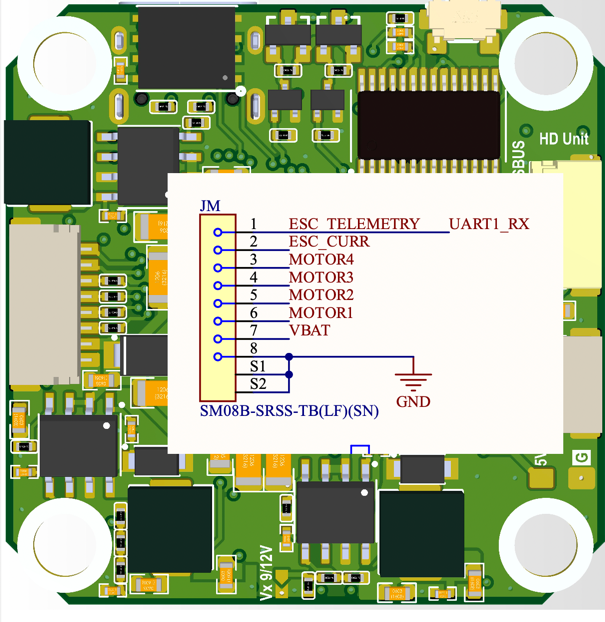 HD Unit
SBUS
JM
1 ESC_TELEMETRY UART1_RX
2 ESC_CURR
3 MOTOR4
4 MOTOR3
5 MOTOR2
6 MOTOR1
7 VBAT
8
S1
S2
GND
SM08B-SRSS-TB(LF)(SN)
5V
G
Vx 9/12V